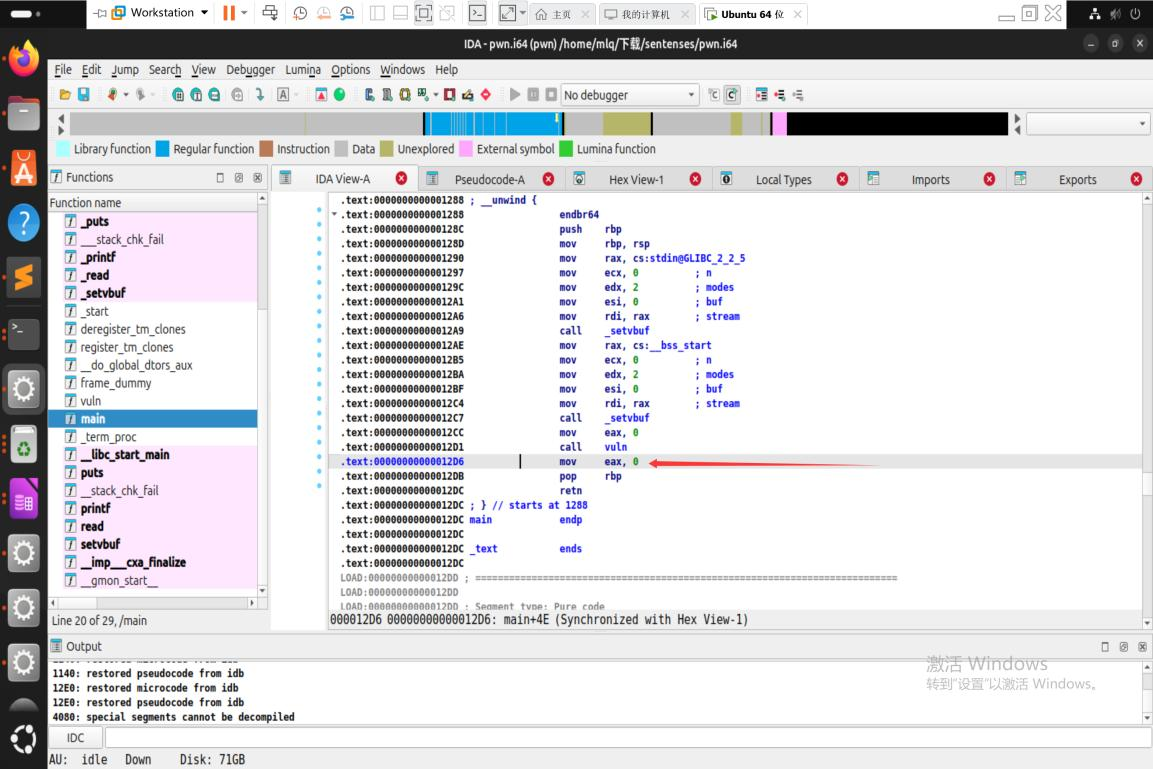 Workstation 主页 我的计算机 Ubuntu 64 位
IDA - pwn.i64 (pwn) /home/mlq/下载/sentenses/pwn.i64
File Edit Jump Search View Debugger Lumina Options Windows Help
No debugger
Library function Regular function Instruction Data Unexplored External symbol Lumina function
Functions
IDA View-A Pseudocode-A Hex View-1 Local Types Imports Exports
Function name
_puts
___stack_chk_fail
_printf
_read
_setvbuf
_start
deregister_tm_clones
register_tm_clones
__do_global_dtors_aux
frame_dummy
vuln
main
_term_proc
__libc_start_main
puts
__stack_chk_fail
printf
read
setvbuf
__imp___cxa_finalize
__gmon_start__
Line 20 of 29, /main
.text:0000000000001288 ; __unwind {
.text:0000000000001288 endbr64
.text:000000000000128C push rbp
.text:000000000000128D mov rbp, rsp
.text:0000000000001290 mov rax, cs:stdin@GLIBC_2_2_5
.text:0000000000001297 mov ecx, 0 ; n
.text:000000000000129C mov edx, 2 ; modes
.text:00000000000012A1 mov esi, 0 ; buf
.text:00000000000012A6 mov rdi, rax ; stream
.text:00000000000012A9 call _setvbuf
.text:00000000000012AE mov rax, cs:__bss_start
.text:00000000000012B5 mov ecx, 0 ; n
.text:00000000000012BA mov edx, 2 ; modes
.text:00000000000012BF mov esi, 0 ; buf
.text:00000000000012C4 mov rdi, rax ; stream
.text:00000000000012C7 call _setvbuf
.text:00000000000012CC mov eax, 0
.text:00000000000012D1 call vuln
.text:00000000000012D6 mov eax, 0
.text:00000000000012DB pop rbp
.text:00000000000012DC retn
.text:00000000000012DC ; } // starts at 1288
.text:00000000000012DC main endp
.text:00000000000012DC
.text:00000000000012DC _text ends
.text:00000000000012DC
LOAD:00000000000012DD ; ===========================================================================
LOAD:00000000000012DD
LOAD:00000000000012DD ; Segment type: Pure code
000012D6 00000000000012D6: main+4E (Synchronized with Hex View-1)
Output
1140: restored pseudocode from idb
12E0: restored microcode from idb
12E0: restored pseudocode from idb
4080: special segments cannot be decompiled
IDC
AU: idle Down Disk: 71GB
激活 Windows
转到"设置"以激活 Windows。